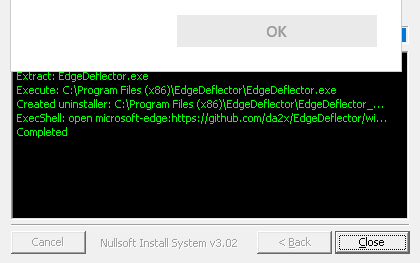 OK
Extract: EdgeDeflector.exe
Execute: C:\Program Files (x86)\EdgeDeflector\EdgeDeflector.exe
Created uninstaller: C:\Program Files (x86)\EdgeDeflector\EdgeDeflector_...
ExecShell: open microsoft-edge:https://github.com/da2x/EdgeDeflector/wi...
Completed
Cancel
Nullsoft Install System v3.02
< Back
Close